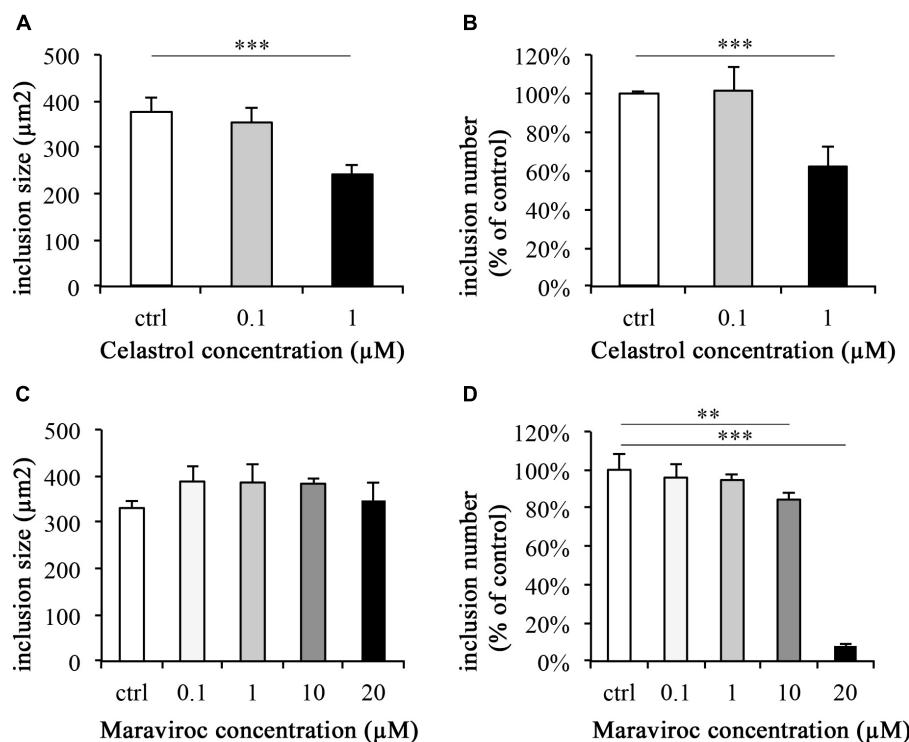 A
***
inclusion size (µm2)
500
400
300
200
100
0
ctrl 0.1 1
Celastrol concentration (µM)
B
***
inclusion number
(% of control)
120%
100%
80%
60%
40%
20%
0%
ctrl 0.1 1
Celastrol concentration (µM)
C
inclusion size (µm2)
500
400
300
200
100
0
ctrl 0.1 1 10 20
Maraviroc concentration (µM)
D
**
***
inclusion number
(% of control)
120%
100%
80%
60%
40%
20%
0%
ctrl 0.1 1 10 20
Maraviroc concentration (µM)